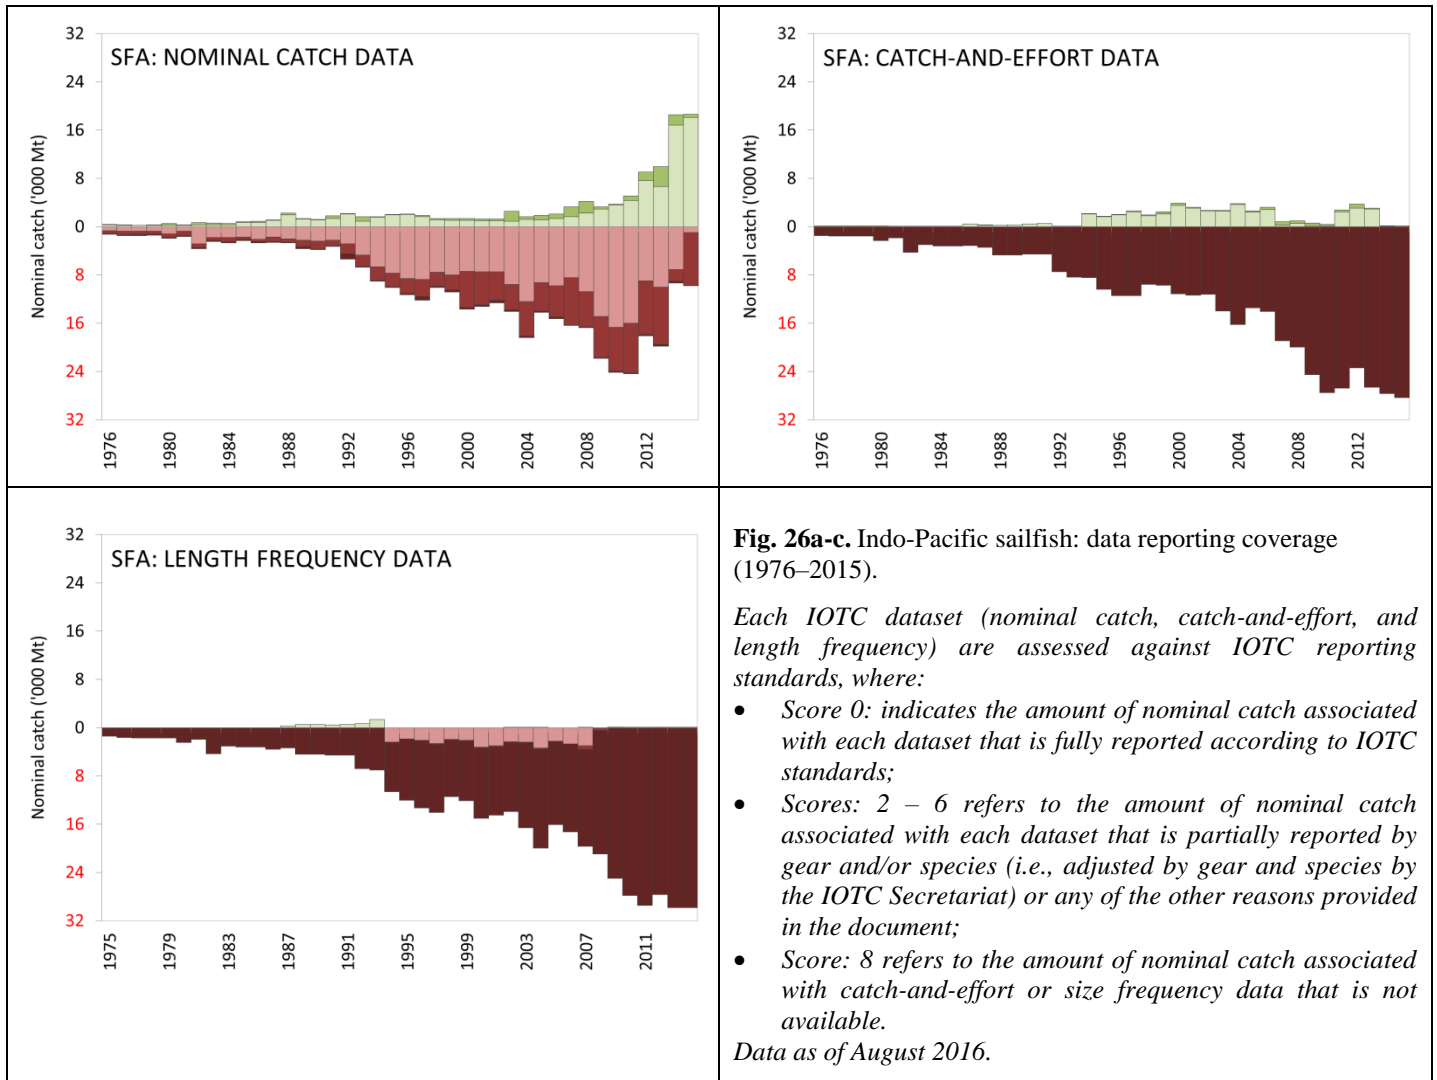 SFA: NOMINAL CATCH DATA
Nominal catch ('000 Mt)
32
24
16
8
0
8
16
24
32
1976
1980
1984
1988
1992
1996
2000
2004
2008
2012
SFA: CATCH-AND-EFFORT DATA
Nominal catch ('000 Mt)
32
24
16
8
0
8
16
24
32
1976
1980
1984
1988
1992
1996
2000
2004
2008
2012
SFA: LENGTH FREQUENCY DATA
Nominal catch ('000 Mt)
32
24
16
8
0
8
16
24
32
1975
1979
1983
1987
1991
1995
1999
2003
2007
2011
Fig. 26a-c. Indo-Pacific sailfish: data reporting coverage
(1976–2015).
Each IOTC dataset (nominal catch, catch-and-effort, and
length frequency) are assessed against IOTC reporting
standards, where:
• Score 0: indicates the amount of nominal catch associated
with each dataset that is fully reported according to IOTC
standards;
• Scores: 2 – 6 refers to the amount of nominal catch
associated with each dataset that is partially reported by
gear and/or species (i.e., adjusted by gear and species by
the IOTC Secretariat) or any of the other reasons provided
in the document;
• Score: 8 refers to the amount of nominal catch associated
with catch-and-effort or size frequency data that is not
available.
Data as of August 2016.